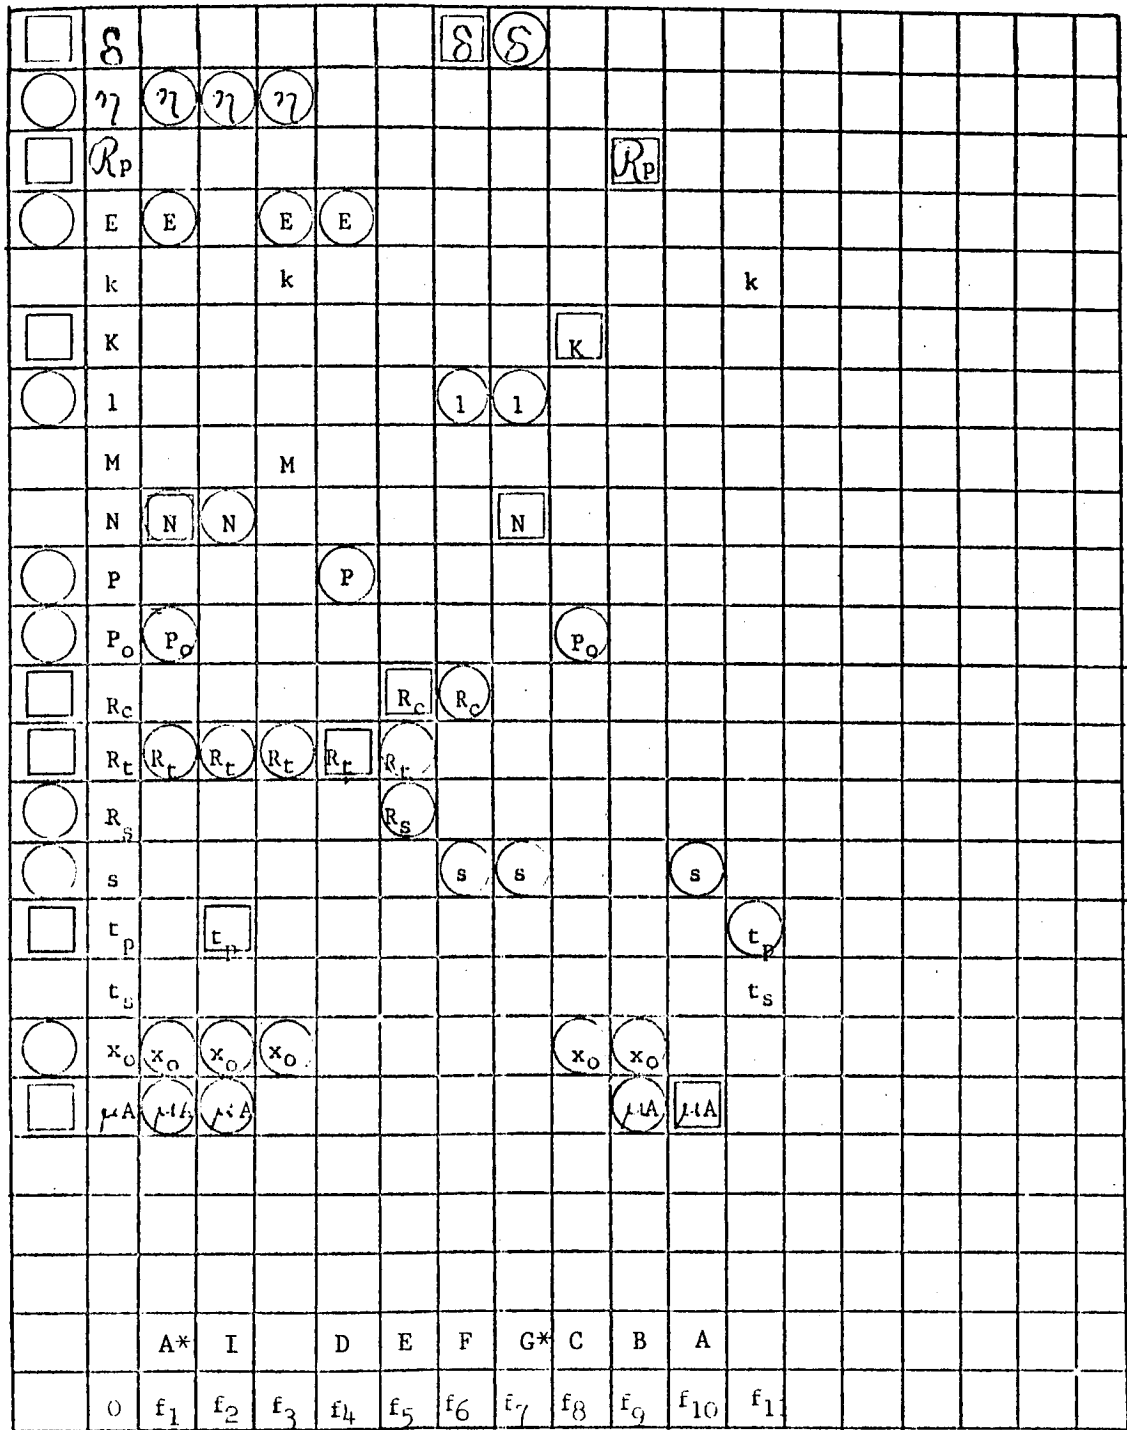 δ δ δ
η η η η
Rp Rp
E E E E
k k k
K K
l l l
M M
N N N N
P P
Po Po Po
Rc Rc Rc
Rt Rt Rt Rt Rt Rt
Rs Rs
s s s s
tp tp tp
ts ts
xo xo xo xo xo xo
μA μA μA μA μA
A* I D E F G* C B A
0 f1 f2 f3 f4 f5 f6 f7 f8 f9 f10 f11